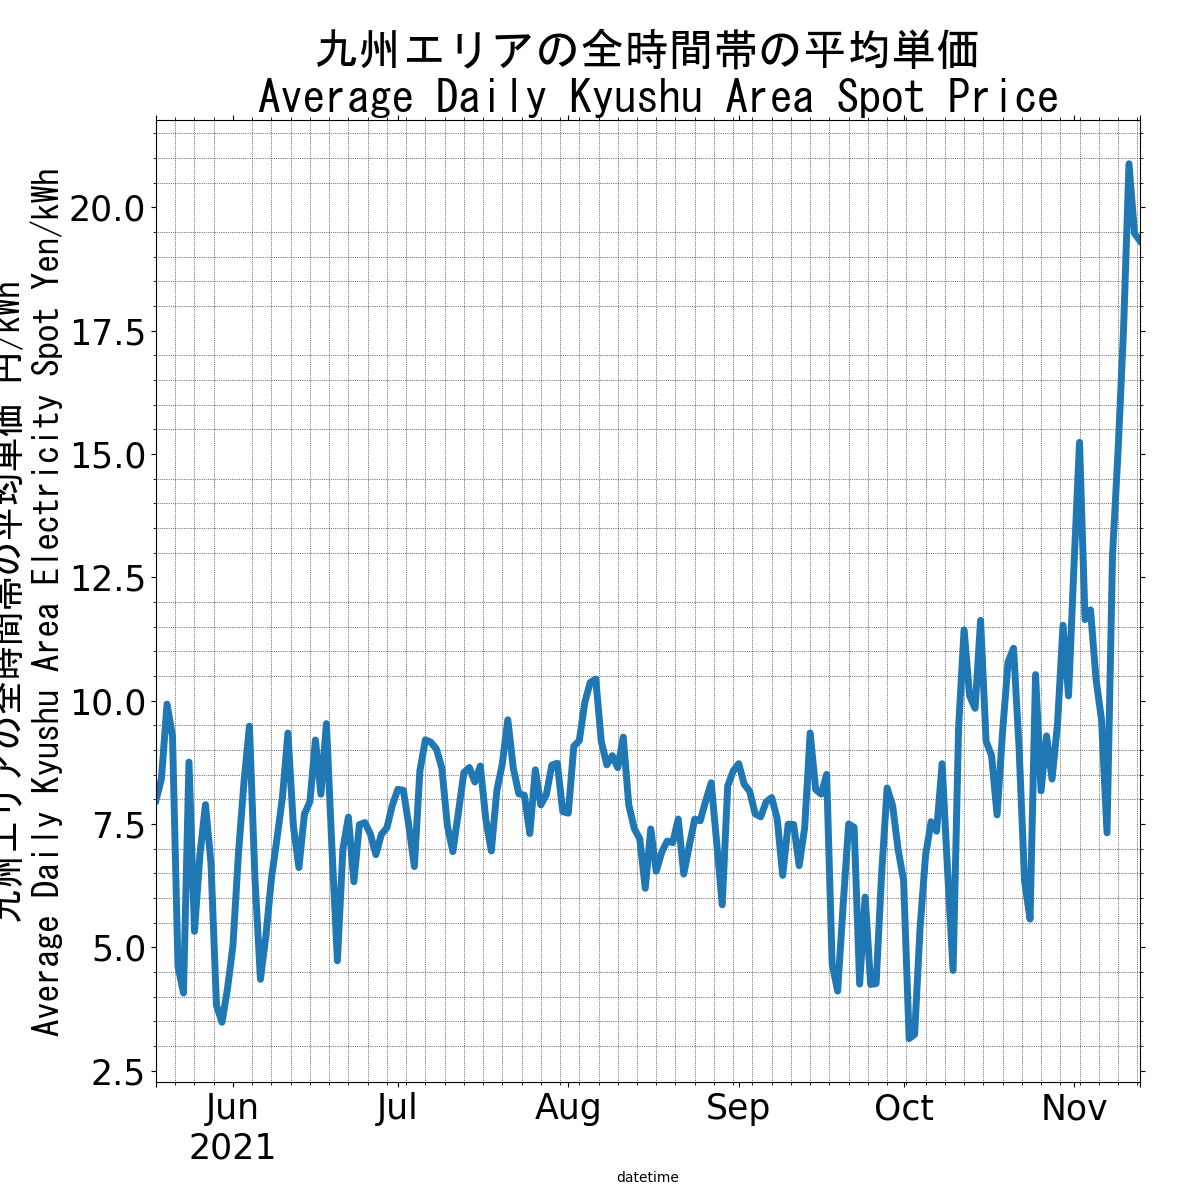 九州エリアの全時間帯の平均単価
Average Daily Kyushu Area Spot Price
九州エリアの全時間帯の平均単価 円/kWh
Average Daily Kyushu Area Electricity Spot Yen/kWh
20.0
17.5
15.0
12.5
10.0
7.5
5.0
2.5
Jun
2021
Jul
Aug
Sep
Oct
Nov
datetime